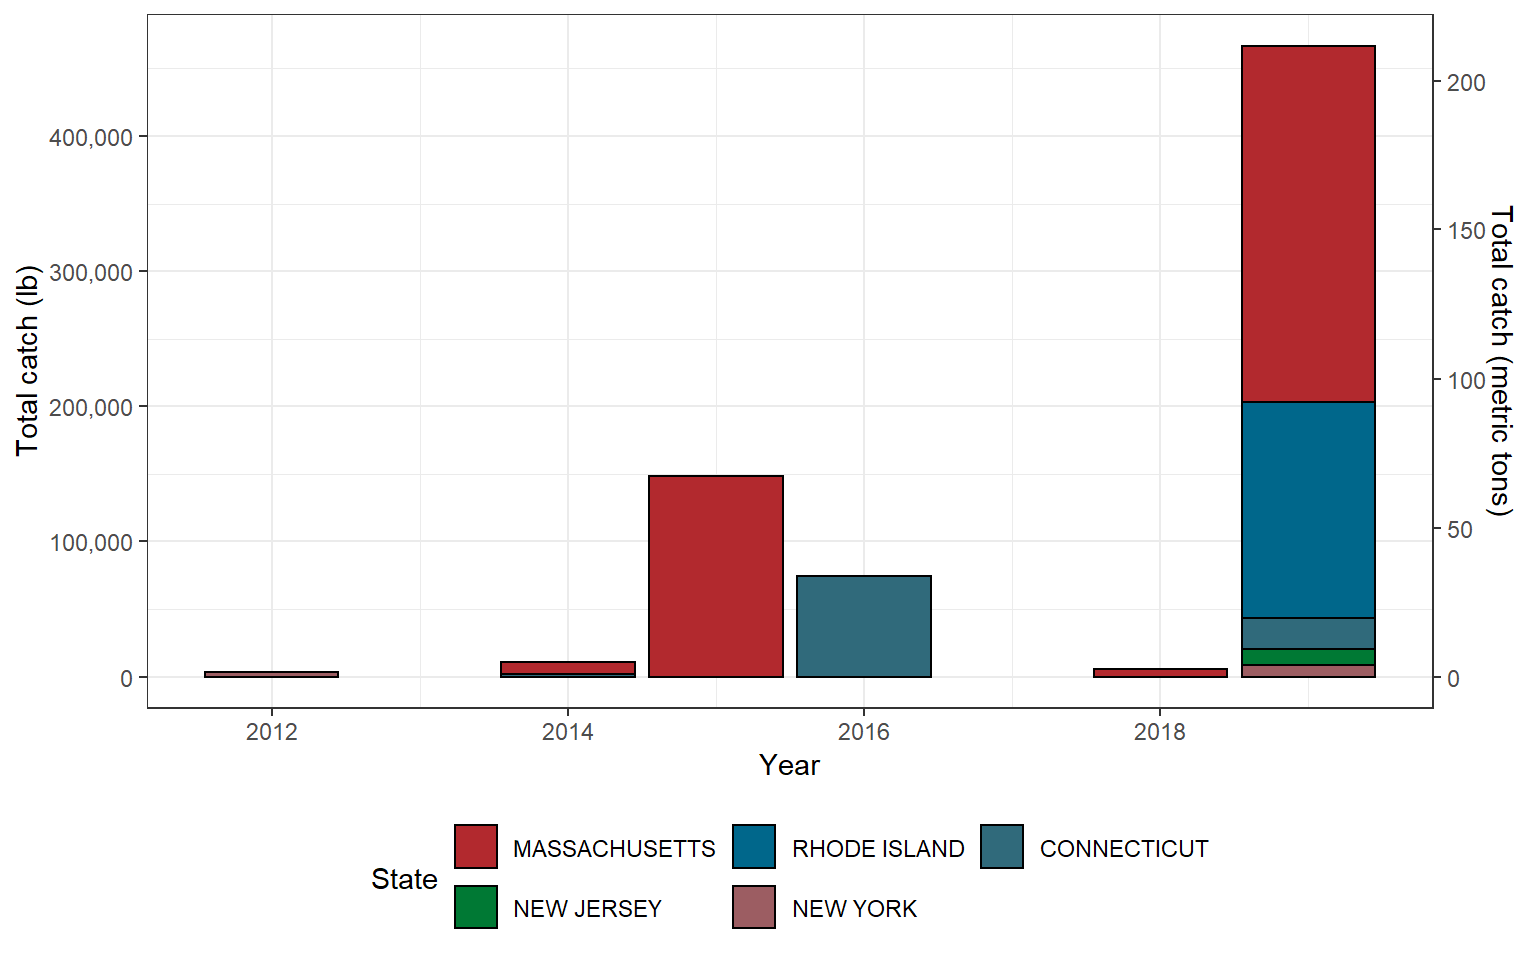 Total catch (lb)
400,000
300,000
200,000
100,000
0
200
150
100
50
0
Total catch (metric tons)
2012 2014 2016 2018
Year
State
MASSACHUSETTS RHODE ISLAND CONNECTICUT
NEW JERSEY NEW YORK